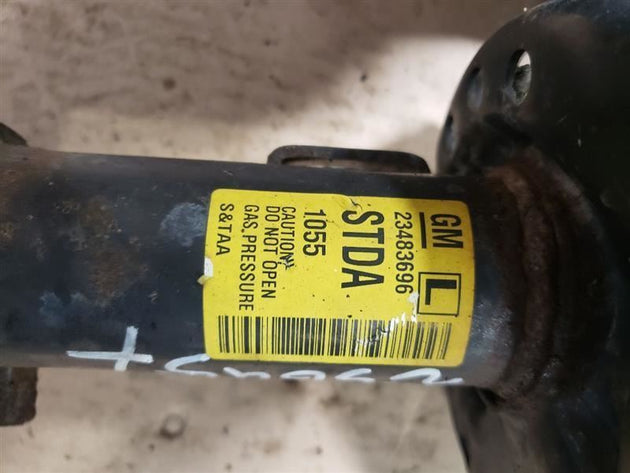 GM
L
23483696
STDA
1055
CAUTION
DO NOT OPEN
GAS, PRESSURE
S&TAA